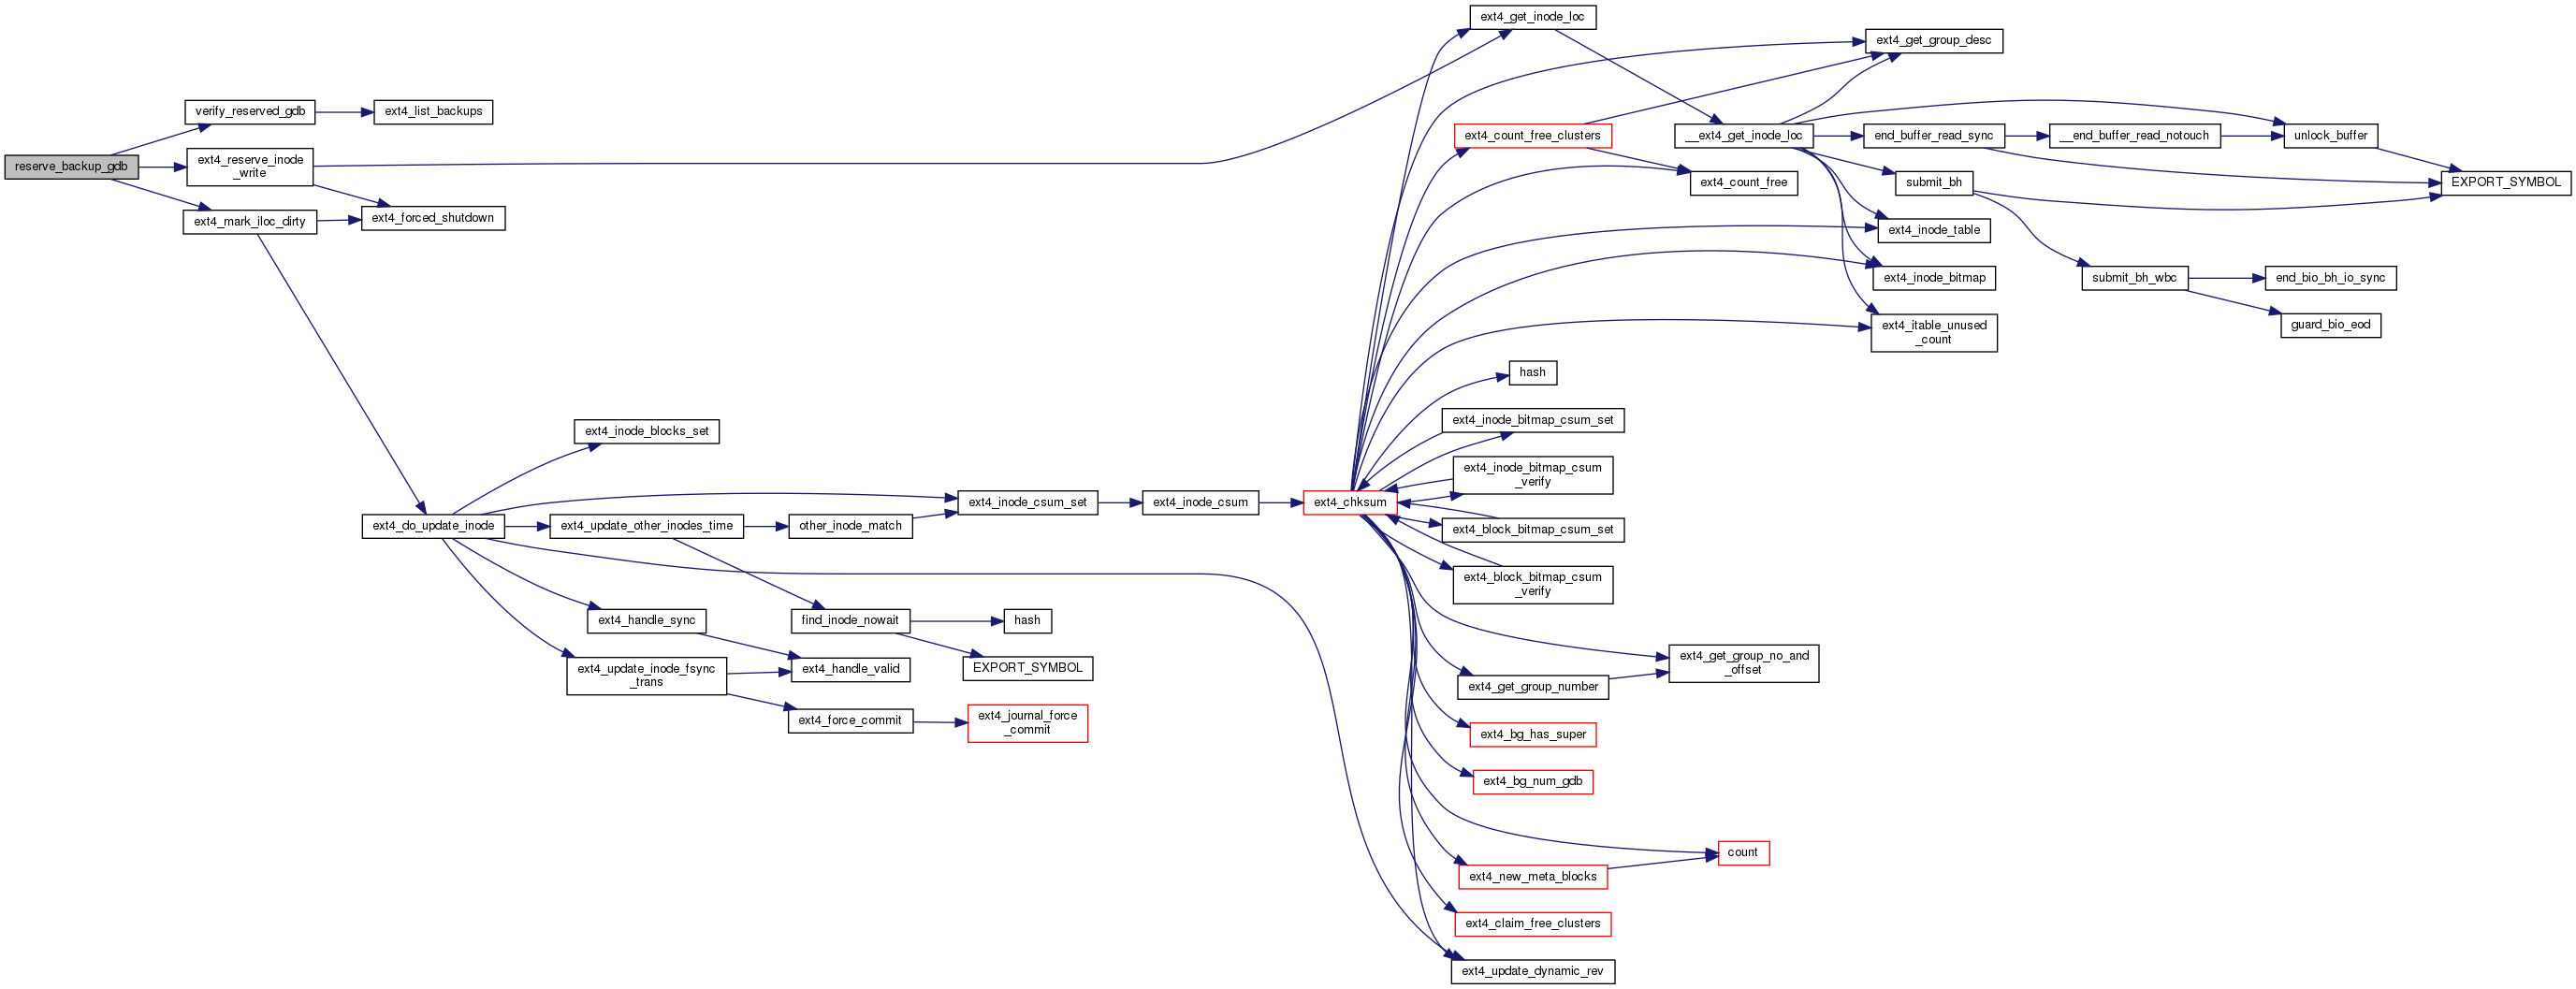 reserve_backup_gdb
verify_reserved_gdb
ext4_list_backups
ext4_reserve_inode
_write
ext4_mark_iloc_dirty
ext4_forced_shutdown
ext4_do_update_inode
ext4_inode_blocks_set
ext4_update_other_inodes_time
ext4_handle_sync
ext4_update_inode_fsync
_trans
other_inode_match
find_inode_nowait
ext4_handle_valid
ext4_force_commit
ext4_inode_csum_set
hash
EXPORT_SYMBOL
ext4_journal_force
_commit
ext4_inode_csum
ext4_chksum
ext4_get_inode_loc
ext4_count_free_clusters
hash
ext4_inode_bitmap_csum_set
ext4_inode_bitmap_csum
_verify
ext4_block_bitmap_csum_set
ext4_block_bitmap_csum
_verify
ext4_get_group_number
ext4_bg_has_super
ext4_bg_num_gdb
ext4_new_meta_blocks
ext4_claim_free_clusters
ext4_update_dynamic_rev
__ext4_get_inode_loc
ext4_count_free
ext4_get_group_no_and
_offset
count
ext4_get_group_desc
end_buffer_read_sync
submit_bh
ext4_inode_table
ext4_inode_bitmap
ext4_itable_unused
_count
__end_buffer_read_notouch
submit_bh_wbc
unlock_buffer
end_bio_bh_io_sync
guard_bio_eod
EXPORT_SYMBOL